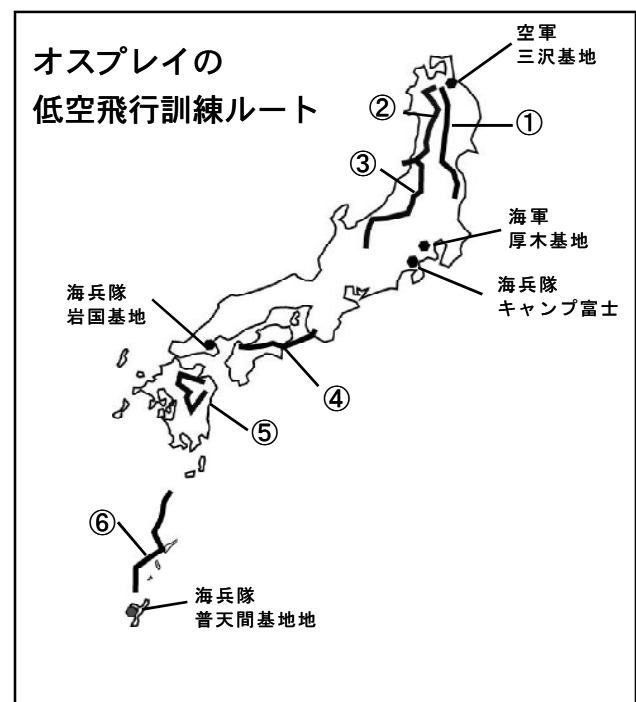 オスプレイの
低空飛行訓練ルート
空軍
三沢基地
②
①
③
海軍
厚木基地
海兵隊
キャンプ富士
海兵隊
岩国基地
④
⑤
⑥
海兵隊
普天間基地地